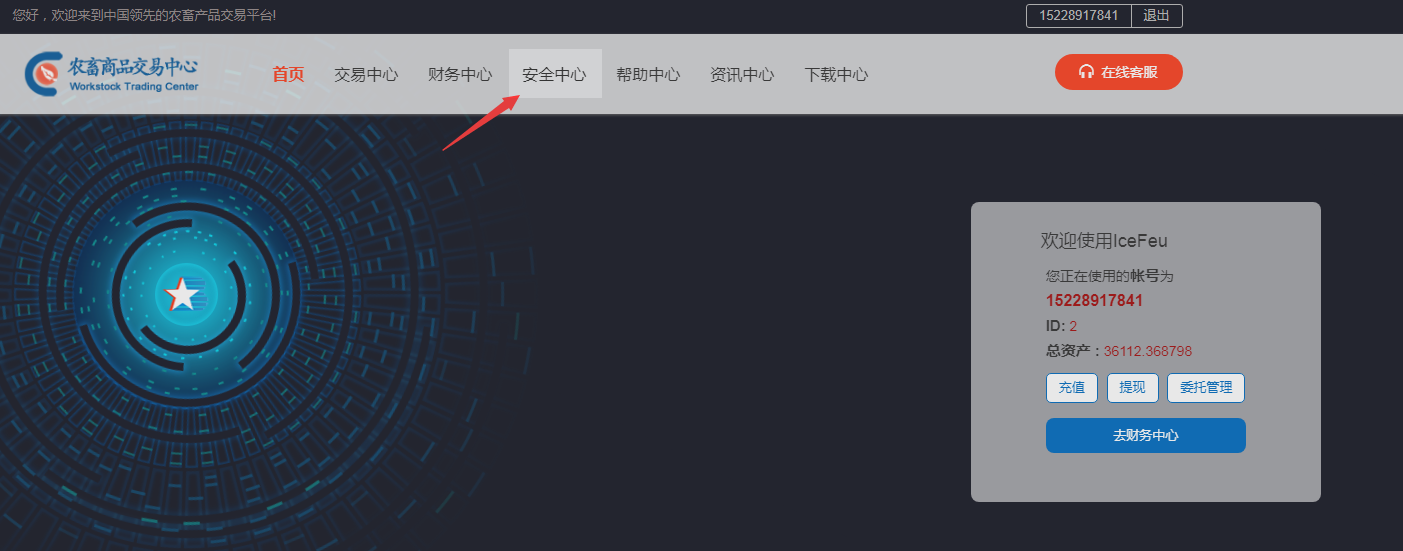 您好，欢迎来到中国领先的农畜产品交易平台!
15228917841 退出
农畜商品交易中心
Workstock Trading Center
首页 交易中心 财务中心 安全中心 帮助中心 资讯中心 下载中心
在线客服
欢迎使用IceFeu
您正在使用的帐号为
15228917841
ID: 2
总资产：36112.368798
充值 提现 委托管理
去财务中心